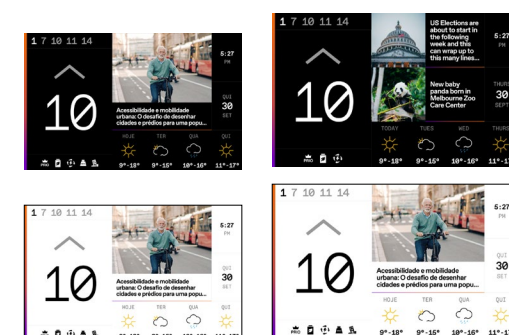 1 7 10 11 14
10
PRO
Acessibilidade e mobilidade
urbana: O desafio de desenhar
cidades e prédios para uma popu...
5:27
PM
QUI
30
SET
HOJE TER QUA QUI
9°-18° 9°-15° 10°-16° 11°-17°
1 7 10 11 14
10
PRO
US Elections are
about to start in
the following
week and this
can wrap up to
this many lines...
New baby
panda born in
Melbourne Zoo
Care Center
5:27
PM
THURS
30
SEPT
TODAY TUES WED THURS
9°-18° 9°-15° 10°-16° 11°-17°
1 7 10 11 14
10
Acessibilidade e mobilidade
urbana: O desafio de desenhar
cidades e prédios para uma popu...
5:27
PM
QUI
30
SET
HOJE TER QUA QUI
1 7 10 11 14
10
PRO
Acessibilidade e mobilidade
urbana: O desafio de desenhar
cidades e prédios para uma popu...
5:27
PM
QUI
30
SET
HOJE TER QUA QUI
9°-18° 9°-15° 10°-16°